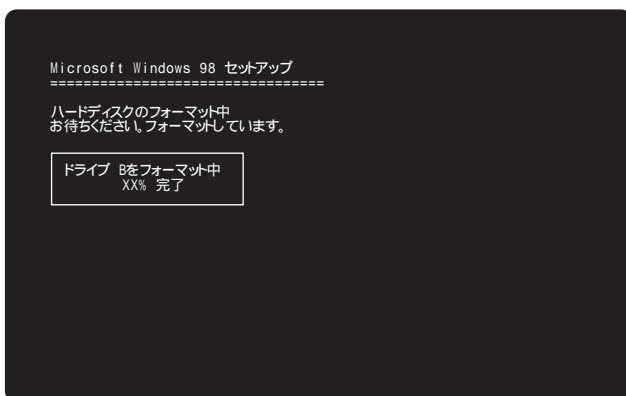 Microsoft Windows 98 セットアップ
=================================
ハードディスクのフォーマット中
お待ちください。フォーマットしています。
ドライブ Bをフォーマット中
XX% 完了